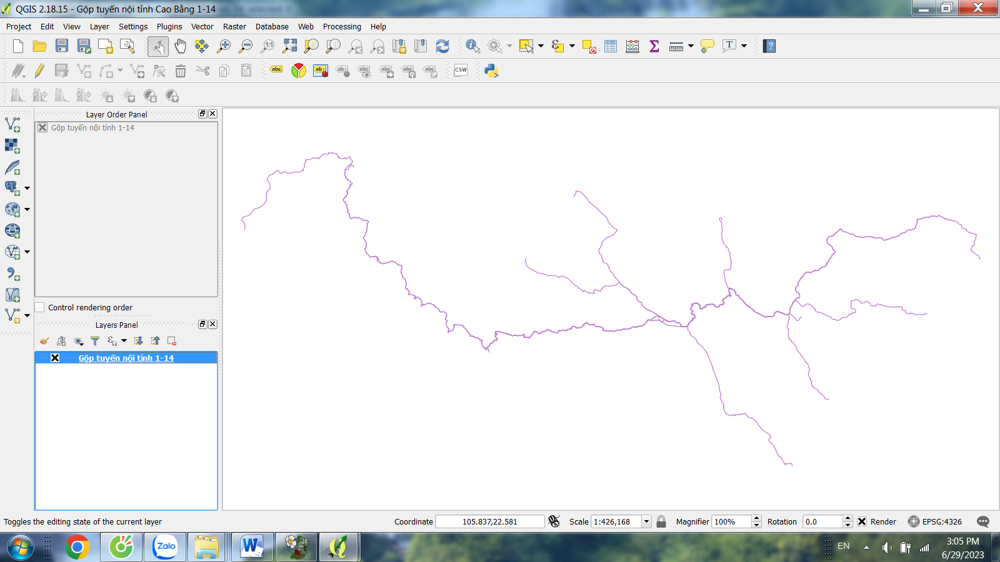 QGIS 2.18.15 - Gộp tuyến nội tỉnh Cao Bằng 1-14
Project Edit View Layer Settings Plugins Vector Raster Database Web Processing Help
1:1
T
?
abc
ab
ab
abc
abc
abc
abc
CSW
Layer Order Panel
Gộp tuyến nội tỉnh 1-14
Control rendering order
Layers Panel
Gộp tuyến nội tỉnh 1-14
Toggles the editing state of the current layer
Coordinate 105.837,22.581 Scale 1:426,168 Magnifier 100% Rotation 0.0 Render EPSG:4326
Zalo
W
EN
3:05 PM
6/29/2023